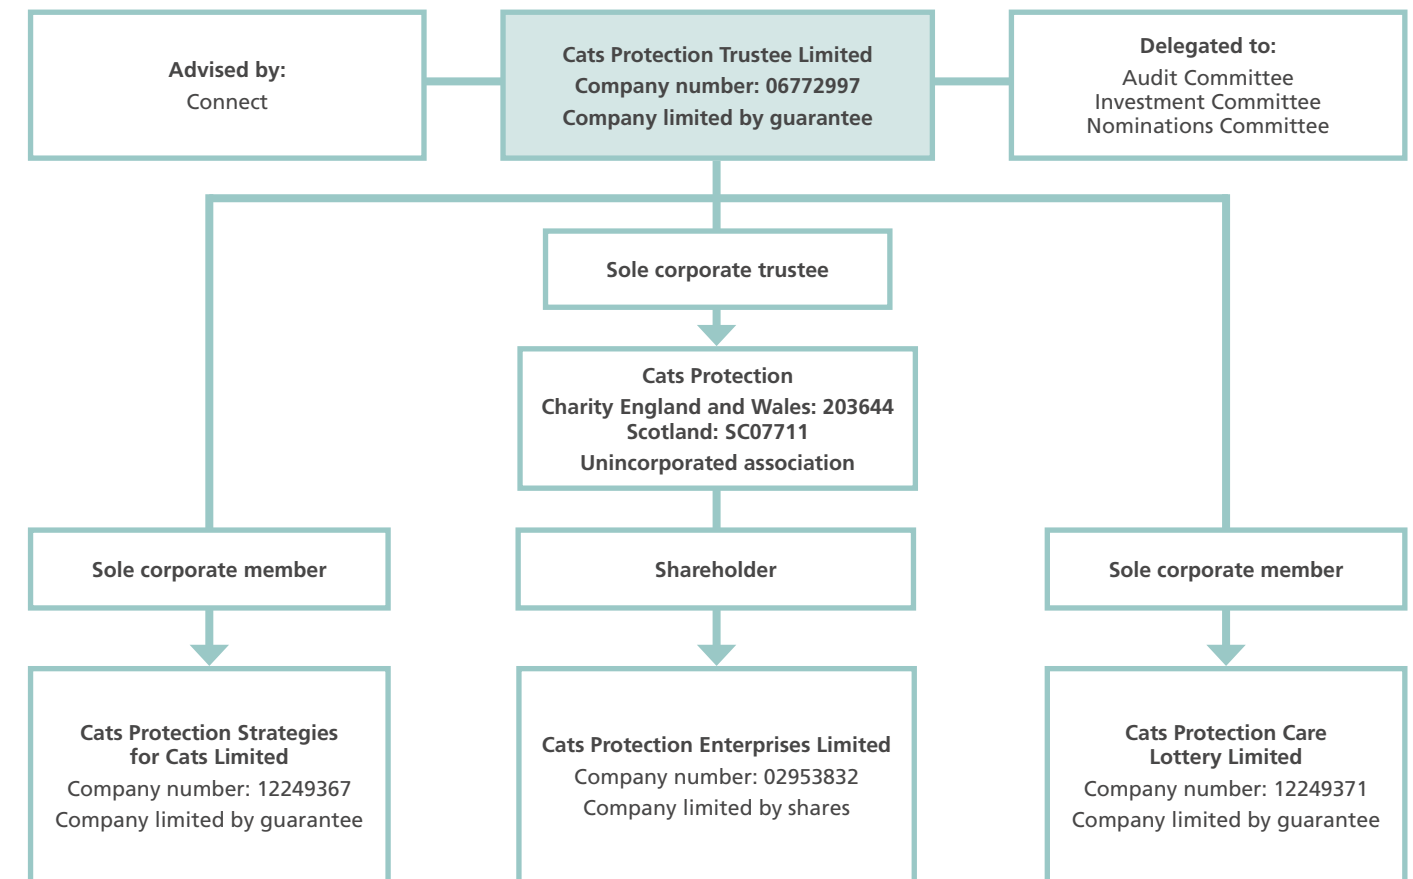 Advised by:
Connect
Cats Protection Trustee Limited
Company number: 06772997
Company limited by guarantee
Delegated to:
Audit Committee
Investment Committee
Nominations Committee
Sole corporate trustee
Cats Protection
Charity England and Wales: 203644
Scotland: SC07711
Unincorporated association
Sole corporate member
Shareholder
Sole corporate member
Cats Protection Strategies
for Cats Limited
Company number: 12249367
Company limited by guarantee
Cats Protection Enterprises Limited
Company number: 02953832
Company limited by shares
Cats Protection Care
Lottery Limited
Company number: 12249371
Company limited by guarantee